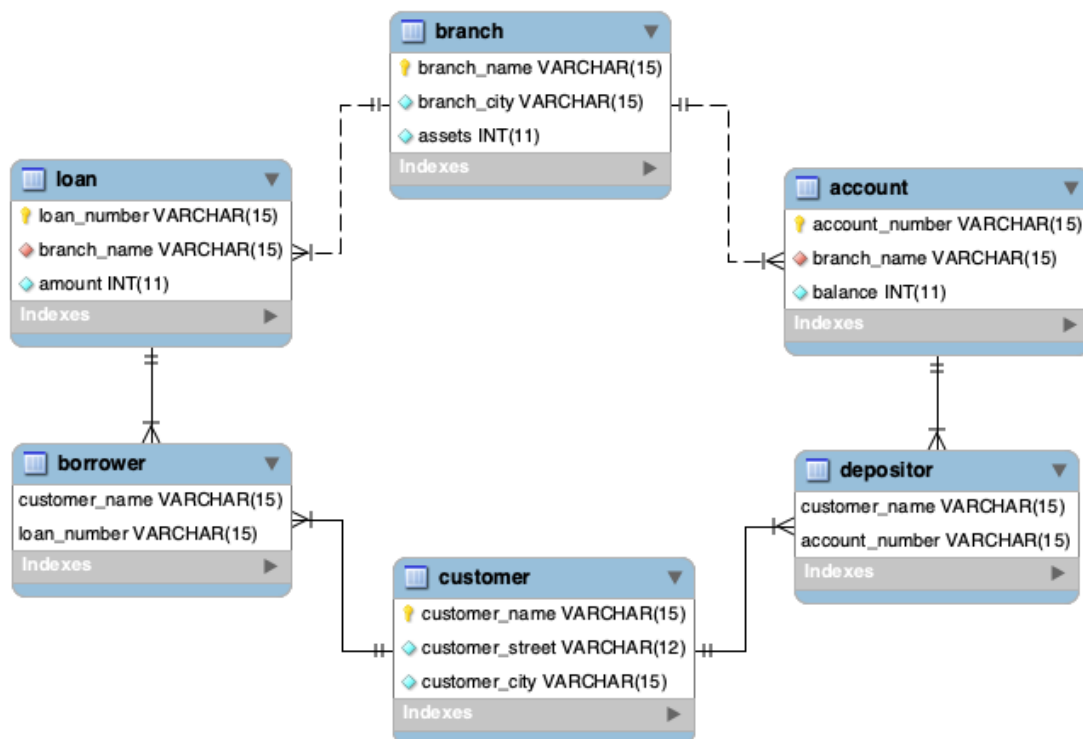 branch
branch_name VARCHAR(15)
branch_city VARCHAR(15)
assets INT(11)
Indexes
loan
loan_number VARCHAR(15)
branch_name VARCHAR(15)
amount INT(11)
Indexes
account
account_number VARCHAR(15)
branch_name VARCHAR(15)
balance INT(11)
Indexes
borrower
customer_name VARCHAR(15)
loan_number VARCHAR(15)
Indexes
depositor
customer_name VARCHAR(15)
account_number VARCHAR(15)
Indexes
customer
customer_name VARCHAR(15)
customer_street VARCHAR(12)
customer_city VARCHAR(15)
Indexes